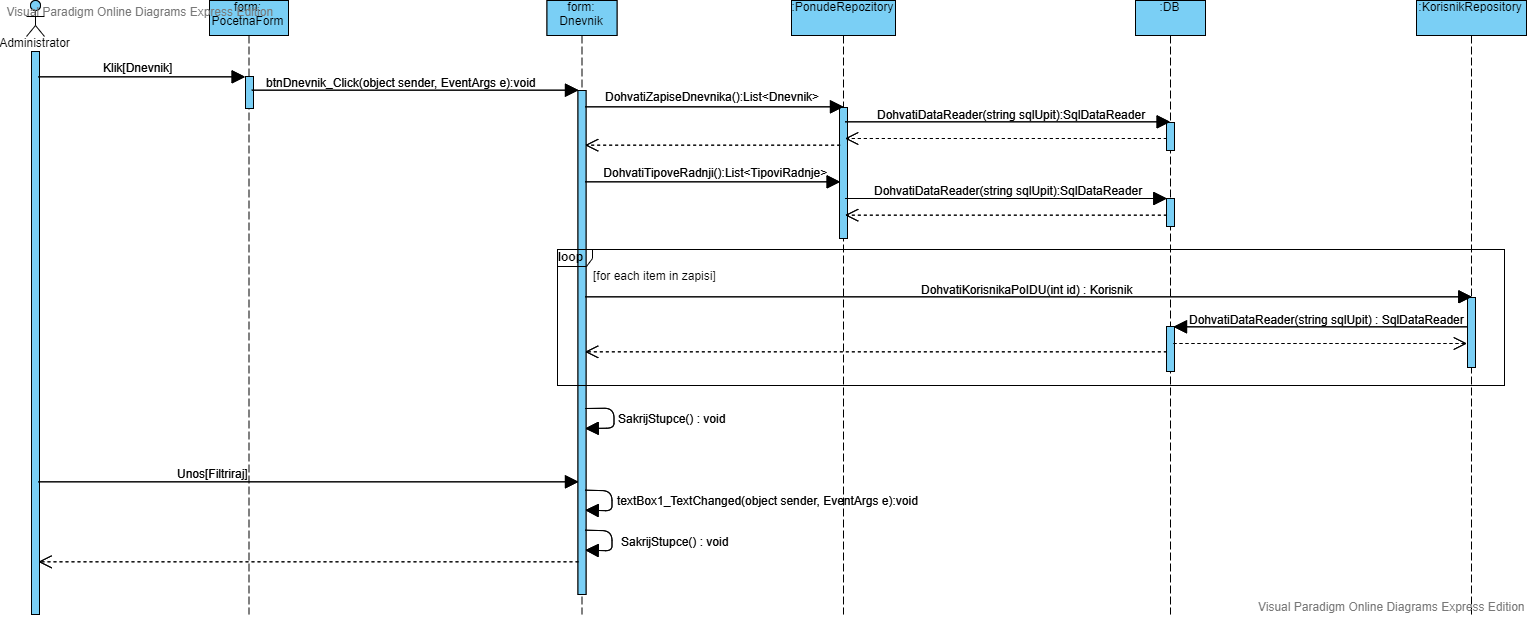 Visual Paradigm Online Diagrams Express Edition
form:
PocetnaForm
form:
Dnevnik
:PonudeRepozitory
:DB
:KorisnikRepository
Administrator
Klik[Dnevnik]
btnDnevnik_Click(object sender, EventArgs e):void
DohvatiZapiseDnevnika():List<Dnevnik>
DohvatiDataReader(string sqlUpit):SqlDataReader
DohvatiTipoveRadnji():List<TipoviRadnje>
DohvatiDataReader(string sqlUpit):SqlDataReader
loop
[for each item in zapisi]
DohvatiKorisnikaPoIDU(int id) : Korisnik
DohvatiDataReader(string sqlUpit) : SqlDataReader
SakrijStupce() : void
Unos[Filtriraj]
textBox1_TextChanged(object sender, EventArgs e):void
SakrijStupce() : void
Visual Paradigm Online Diagrams Express Edition